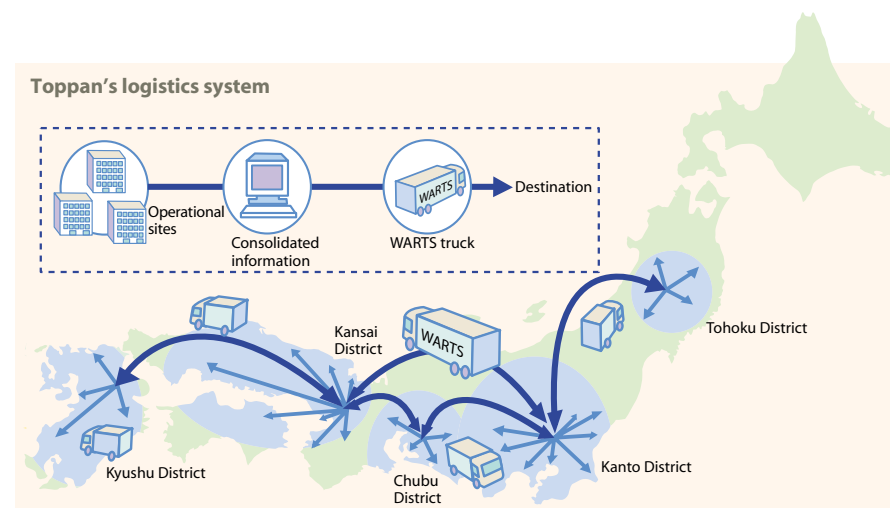 Toppan's logistics system
Operational
sites
Consolidated
information
WARTS
WARTS truck
Destination
Kansai
District
WARTS
Tohoku District
Kyushu District
Chubu
District
Kanto District